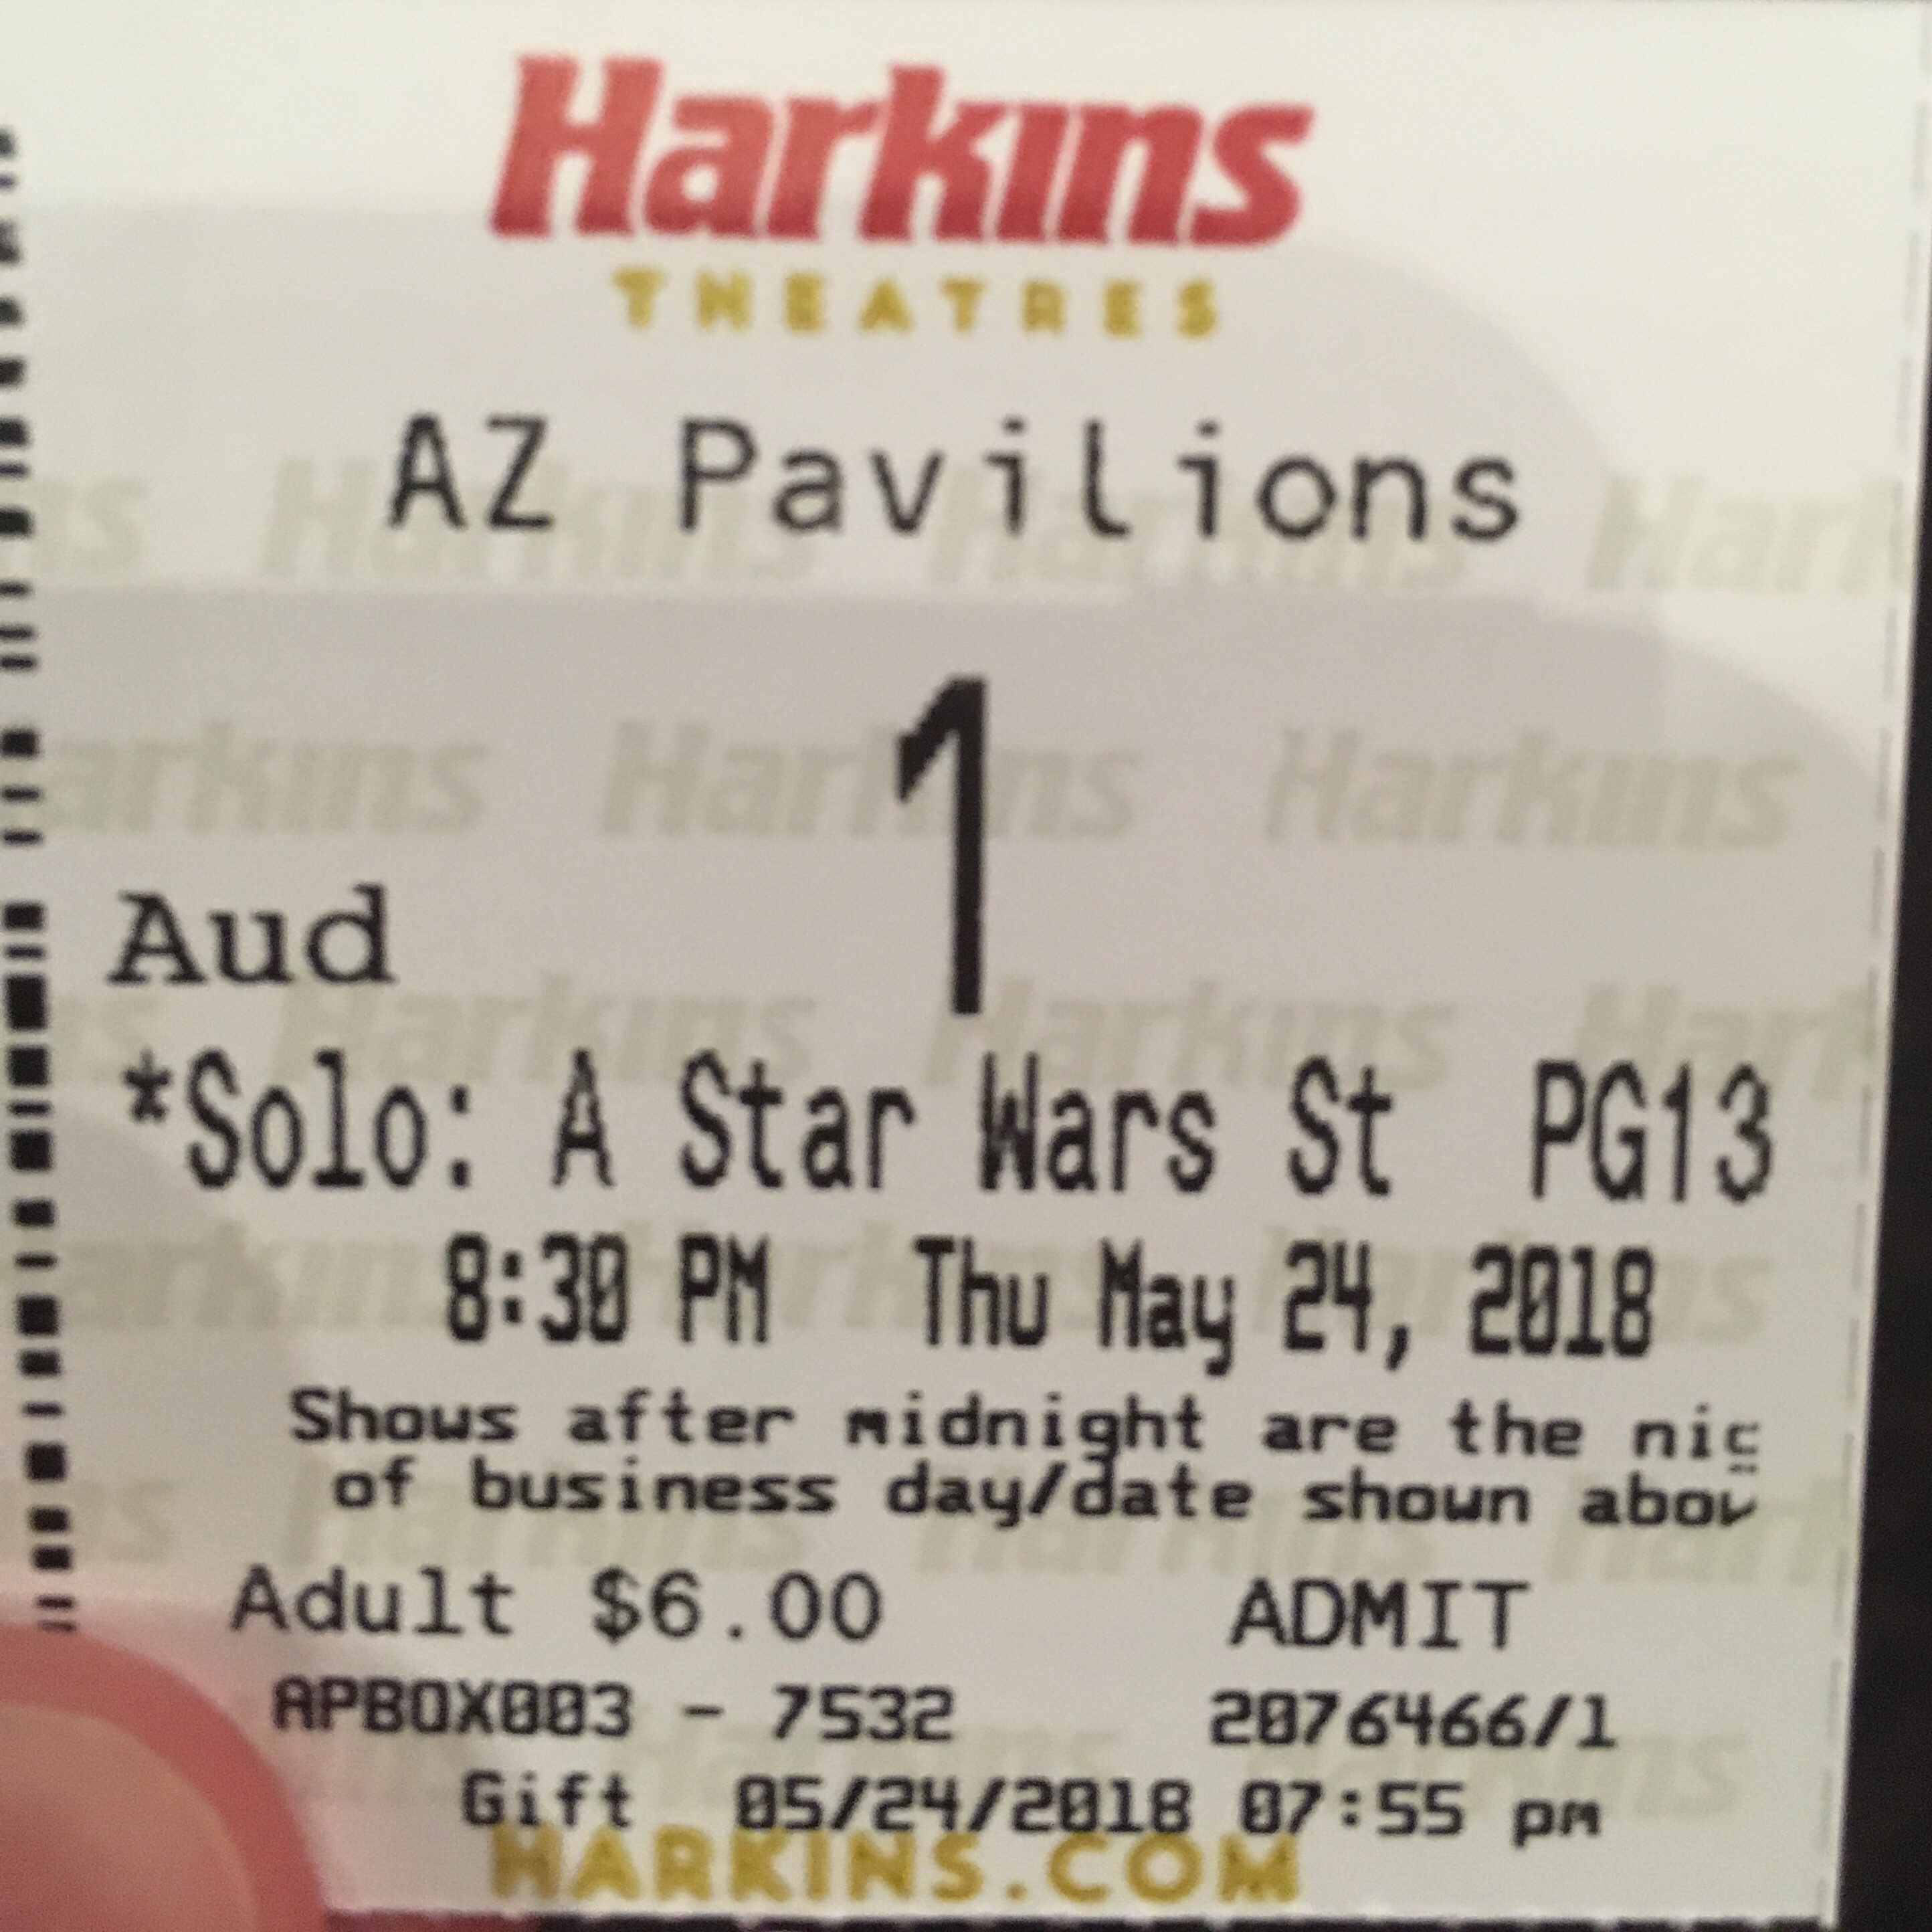 Harkins
THEATRES
AZ Pavilions
Aud 1
*Solo: A Star Wars St PG13
8:30 PM Thu May 24, 2018
Shows after midnight are the
of business day/date shown
Adult $6.00 ADMIT
APBOX003 - 7532 2076466/1
Gift 05/24/2018 07:55 pm
HARKINS.COM